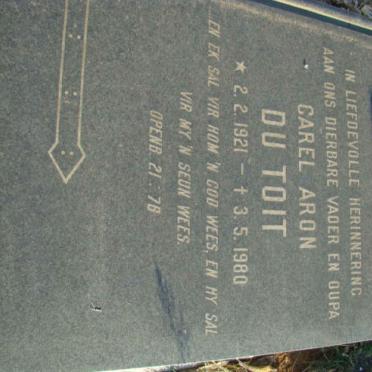 IN LIEFDEVOLLE HERINNERING
AAN ONS DIERBARE VADER EN OUPA
CAREL ARON
DU TOIT
★ 2.2.1921 – † 3.5.1980
EN EK SAL VIR HEM 'N GOD WEES, EN HY SAL
VIR MY 'N SEUN WEES.
OPENB 21:7B